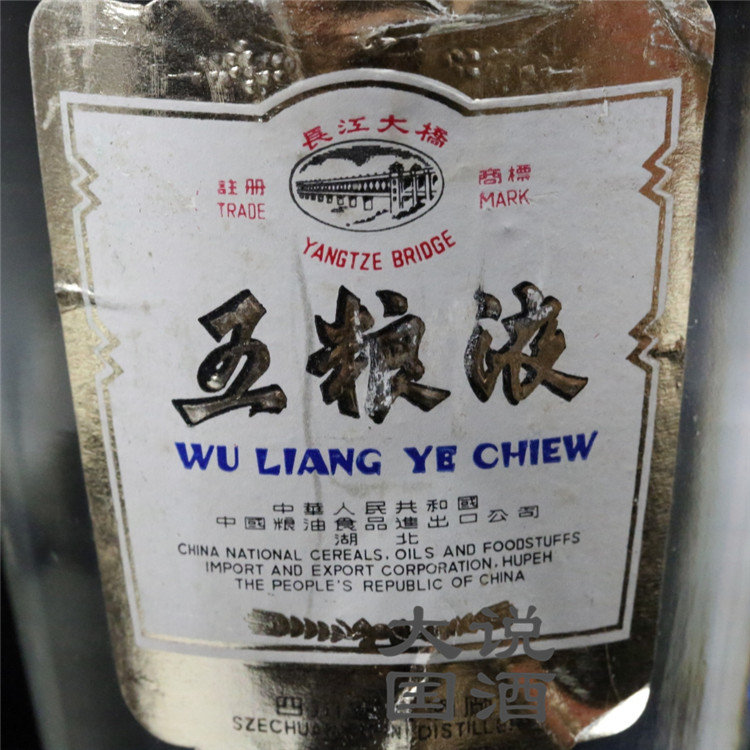 長江大橋
註册 商標
TRADE MARK
YANGTZE BRIDGE
五粮液
WU LIANG YE CHIEW
中華人民共和國
中國粮油食品進出口公司
湖北
CHINA NATIONAL CEREALS, OILS AND FOODSTUFFS
IMPORT AND EXPORT CORPORATION, HUPEH
THE PEOPLE'S REPUBLIC OF CHINA
大说
国酒
四川
SZECHUAN